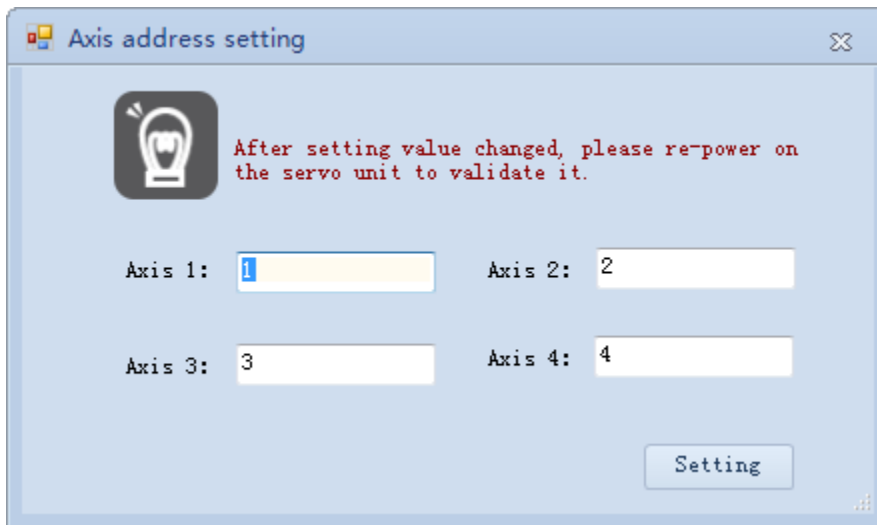 Axis address setting
After setting value changed, please re-power on
the servo unit to validate it.
Axis 1: 1 Axis 2: 2
Axis 3: 3 Axis 4: 4
Setting